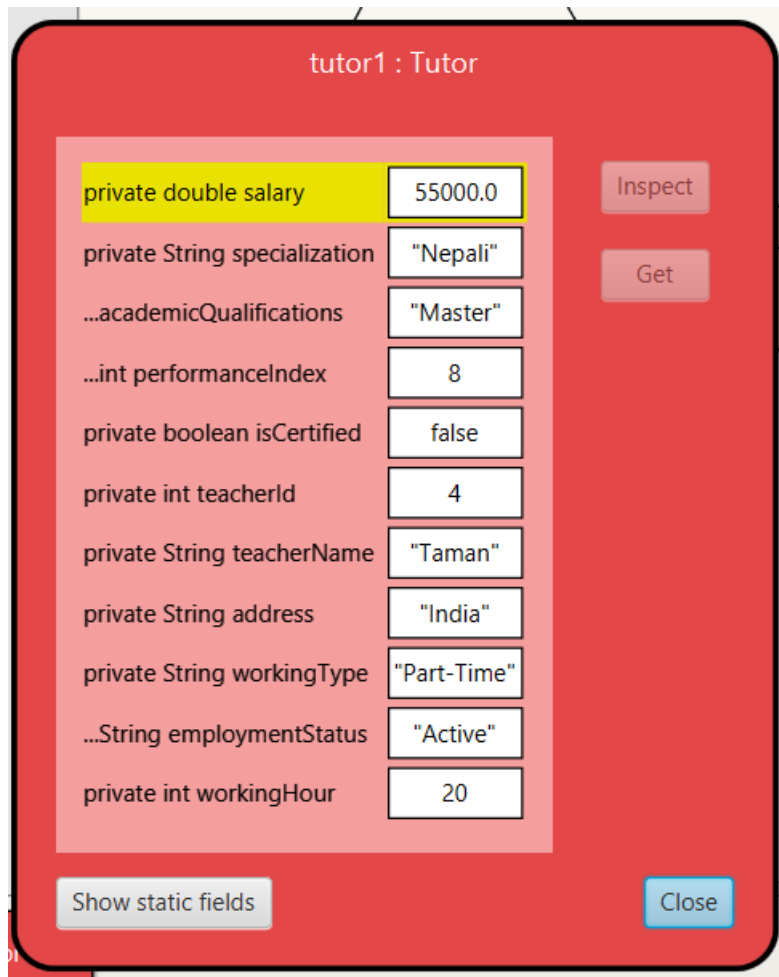 tutor1 : Tutor
private double salary 55000.0
Inspect
private String specialization "Nepali"
Get
...academicQualifications "Master"
...int performanceIndex 8
private boolean isCertified false
private int teacherId 4
private String teacherName "Taman"
private String address "India"
private String workingType "Part-Time"
...String employmentStatus "Active"
private int workingHour 20
Show static fields
Close